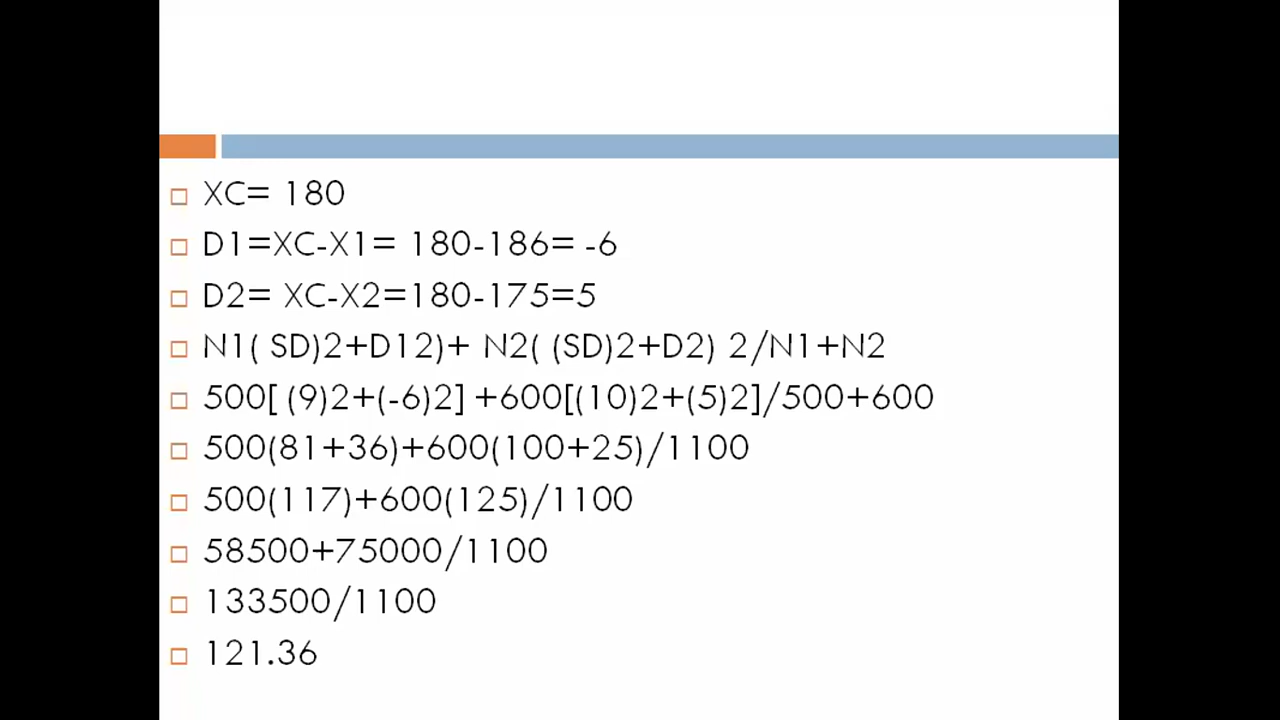 XC= 180
D1=XC-X1= 180-186= -6
D2= XC-X2=180-175=5
N1( SD)2+D12)+ N2( (SD)2+D2) 2/N1+N2
500[ (9)2+(-6)2] +600[(10)2+(5)2]/500+600
500(81+36)+600(100+25)/1100
500(117)+600(125)/1100
58500+75000/1100
133500/1100
121.36